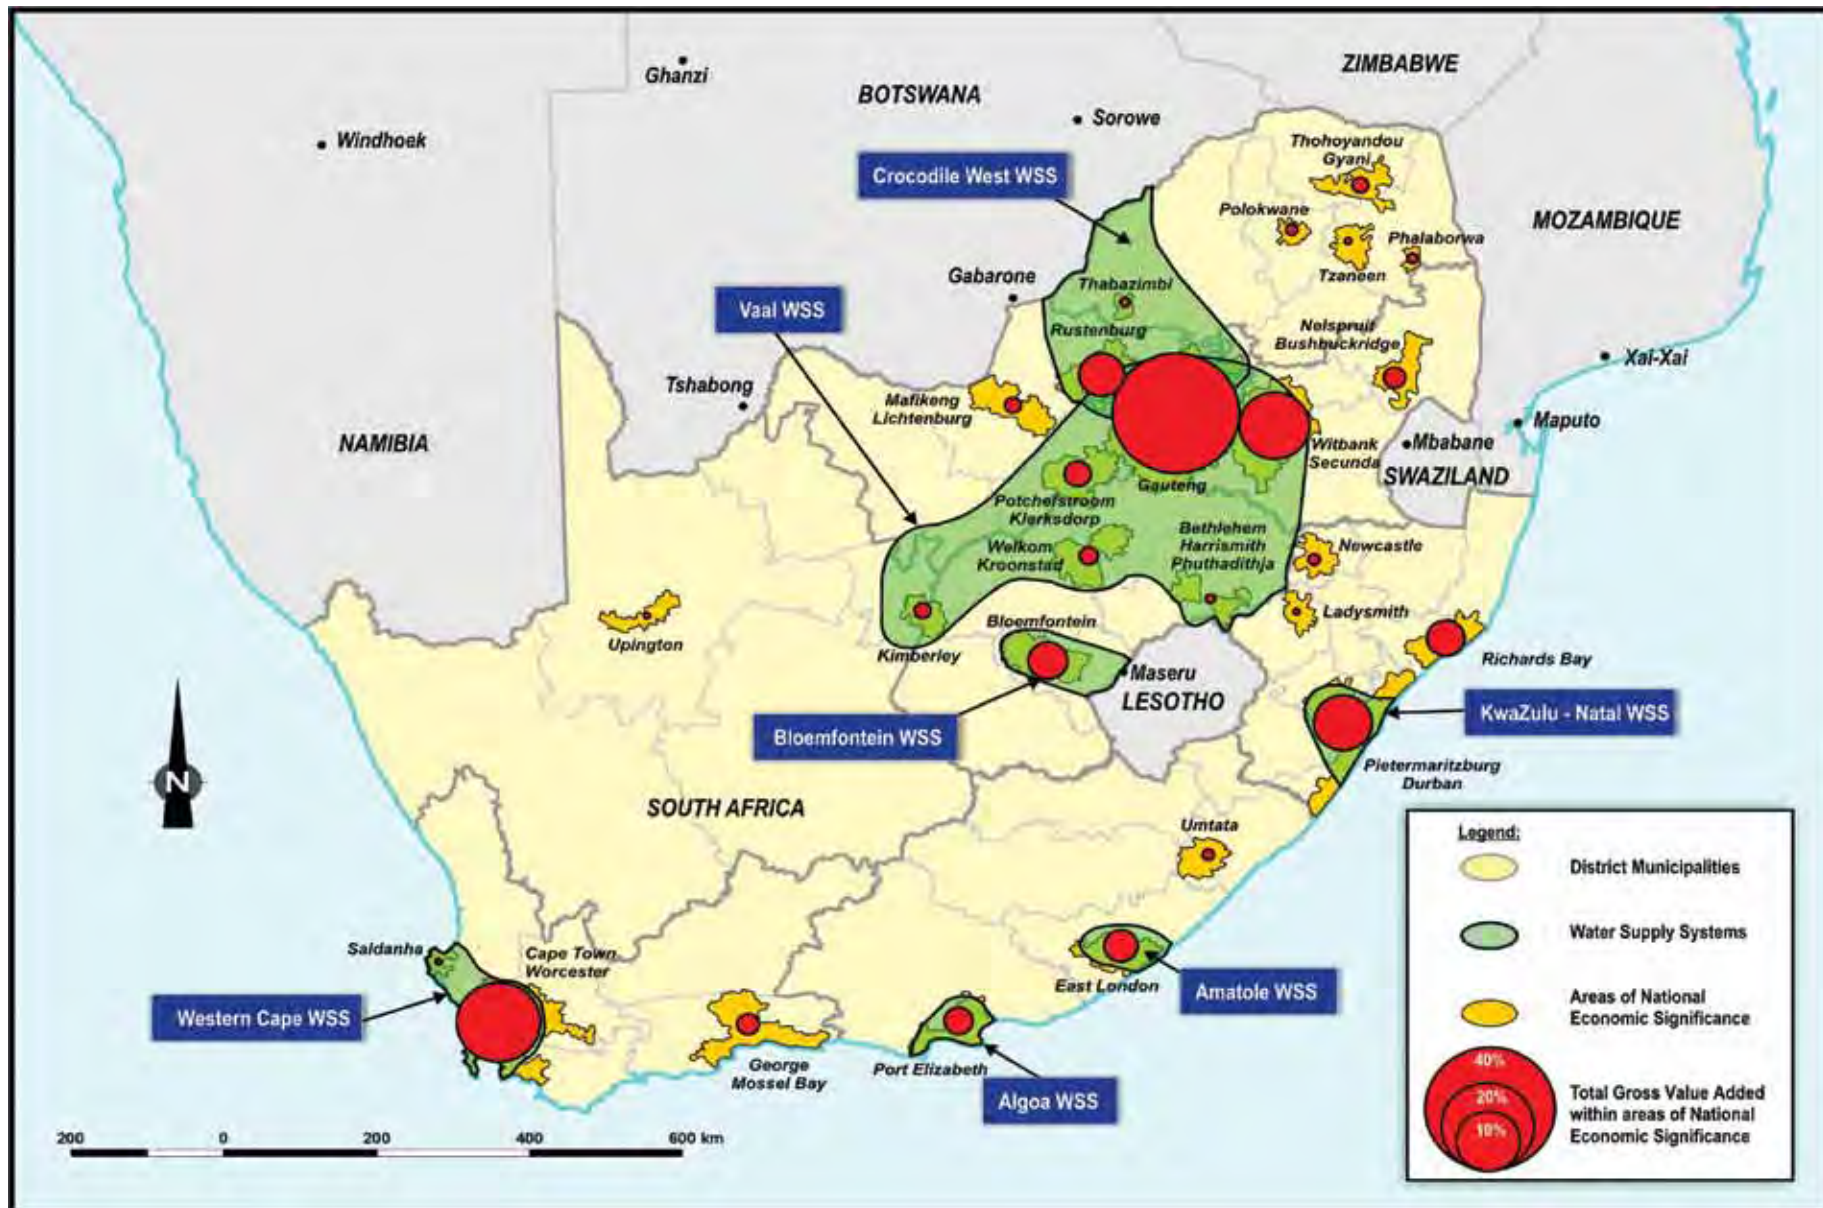 ZIMBABWE
Ghanzi
BOTSWANA
Sorowe
Windhoek
Thohoyandou
Gyani
Crocodile West WSS
Polokwane
Phalaborwa
MOZAMBIQUE
Tzaneen
Gabarone
Thabazimbi
Vaal WSS
Rustenburg
Nelspruit
Bushbuckridge
Xai-Xai
Tshabong
Mafikeng
Lichtenburg
Maputo
NAMIBIA
Witbank
Secunda
Mbabane
SWAZILAND
Gauteng
Potchefstroom
Klerksdorp
Bethlehem
Harrismith
Phuthadithja
Welkom
Kroonstad
Newcastle
Ladysmith
Upington
Bloemfontein
Kimberley
Richards Bay
Maseru
LESOTHO
KwaZulu - Natal WSS
Bloemfontein WSS
Pietermaritzburg
Durban
N
SOUTH AFRICA
Umtata
Saldanha
Cape Town
Worcester
Western Cape WSS
East London
Amatole WSS
George
Mossel Bay
Port Elizabeth
Algoa WSS
200 0 200 400 600 km
Legend:
District Municipalities
Water Supply Systems
Areas of National
Economic Significance
40%
20%
10%
Total Gross Value Added
within areas of National
Economic Significance